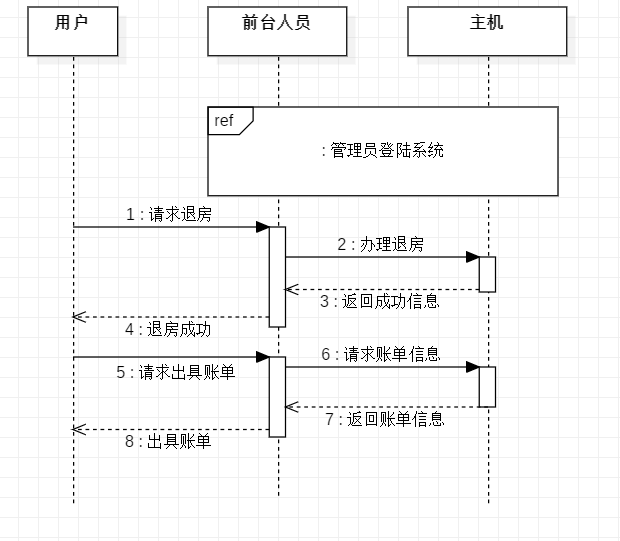 用户
前台人员
主机
ref
: 管理员登陆系统
1 : 请求退房
2 : 办理退房
3 : 返回成功信息
4 : 退房成功
5 : 请求出具账单
6 : 请求账单信息
7 : 返回账单信息
8 : 出具账单